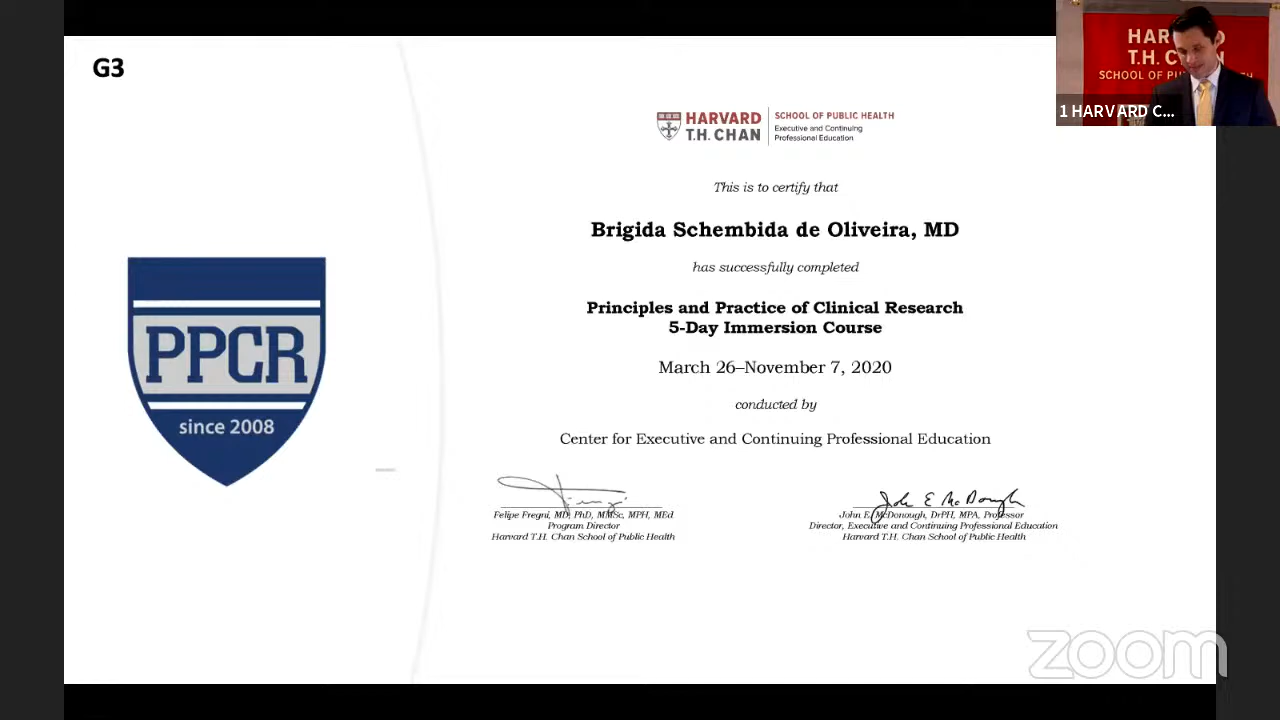 G3
HARVARD
T.H. CHAN
SCHOOL OF PUBLIC HEALTH
Executive and Continuing
Professional Education
This is to certify that
Brigida Schembida de Oliveira, MD
has successfully completed
Principles and Practice of Clinical Research
5-Day Immersion Course
March 26–November 7, 2020
conducted by
Center for Executive and Continuing Professional Education
PPCR
since 2008
Felipe Fregni, MD, PhD, MMSc, MPH, MEd
Program Director
Harvard T.H. Chan School of Public Health
John E McDonough
John E. McDonough, DrPH, MPA, Professor
Director, Executive and Continuing Professional Education
Harvard T.H. Chan School of Public Health
T.H.
SCHOOL OF
1 HARVARD C...
zoom